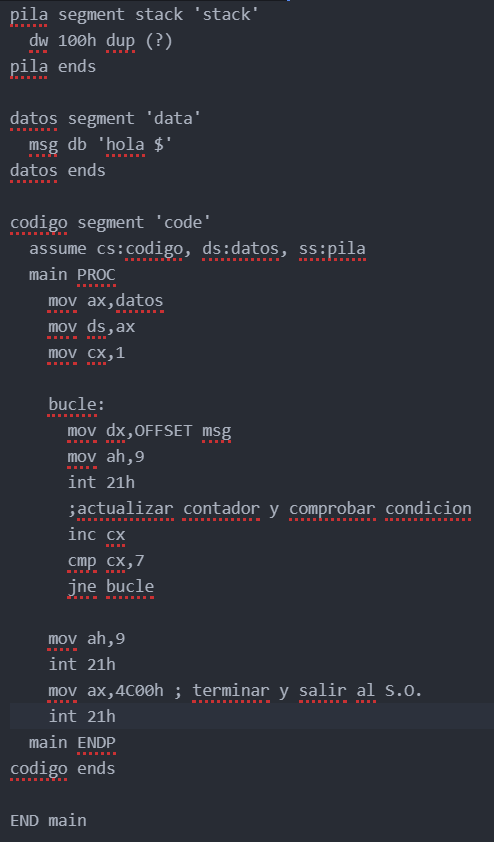 pila segment stack 'stack'
dw 100h dup (?)
pila ends
datos segment 'data'
msg db 'hola $'
datos ends
codigo segment 'code'
assume cs:codigo, ds:datos, ss:pila
main PROC
mov ax,datos
mov ds,ax
mov cx,1
bucle:
mov dx,OFFSET msg
mov ah,9
int 21h
;actualizar contador y comprobar condicion
inc cx
cmp cx,7
jne bucle
mov ah,9
int 21h
mov ax,4C00h ; terminar y salir al S.O.
int 21h
main ENDP
codigo ends
END main